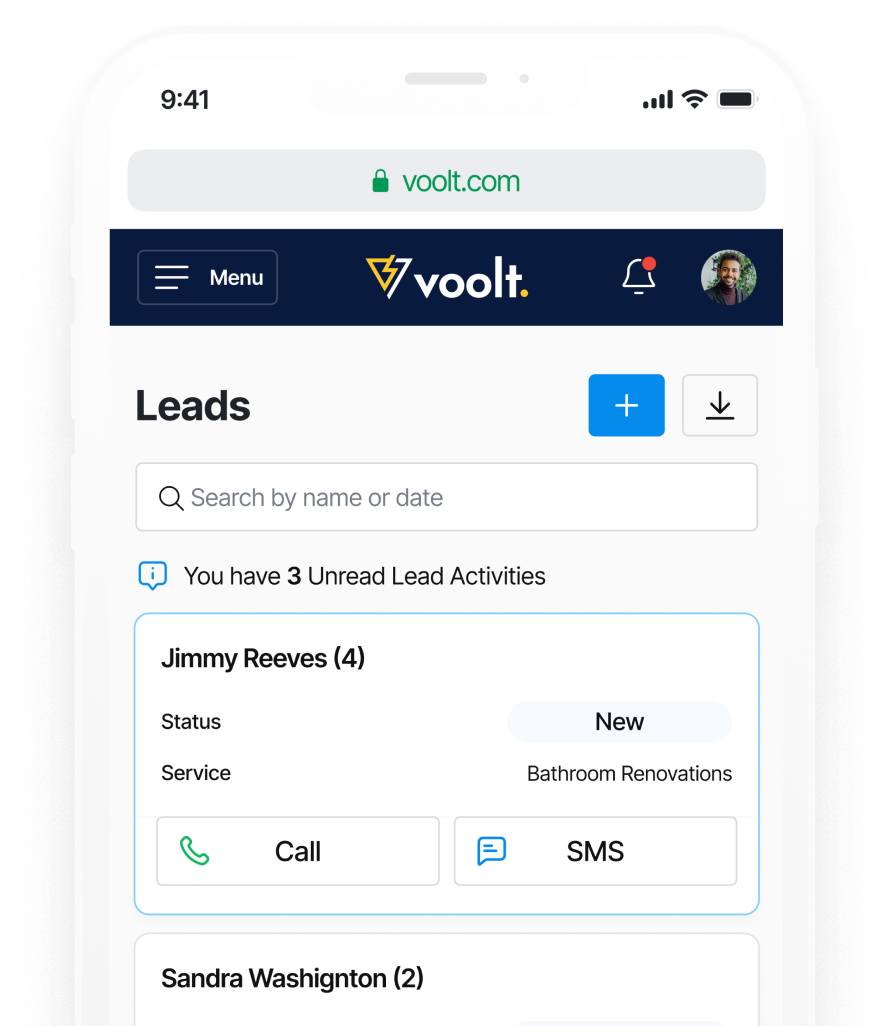 9:41
voolt.com
Menu
voolt.
Leads
Search by name or date
You have 3 Unread Lead Activities
Jimmy Reeves (4)
Status New
Service Bathroom Renovations
Call SMS
Sandra Washignton (2)